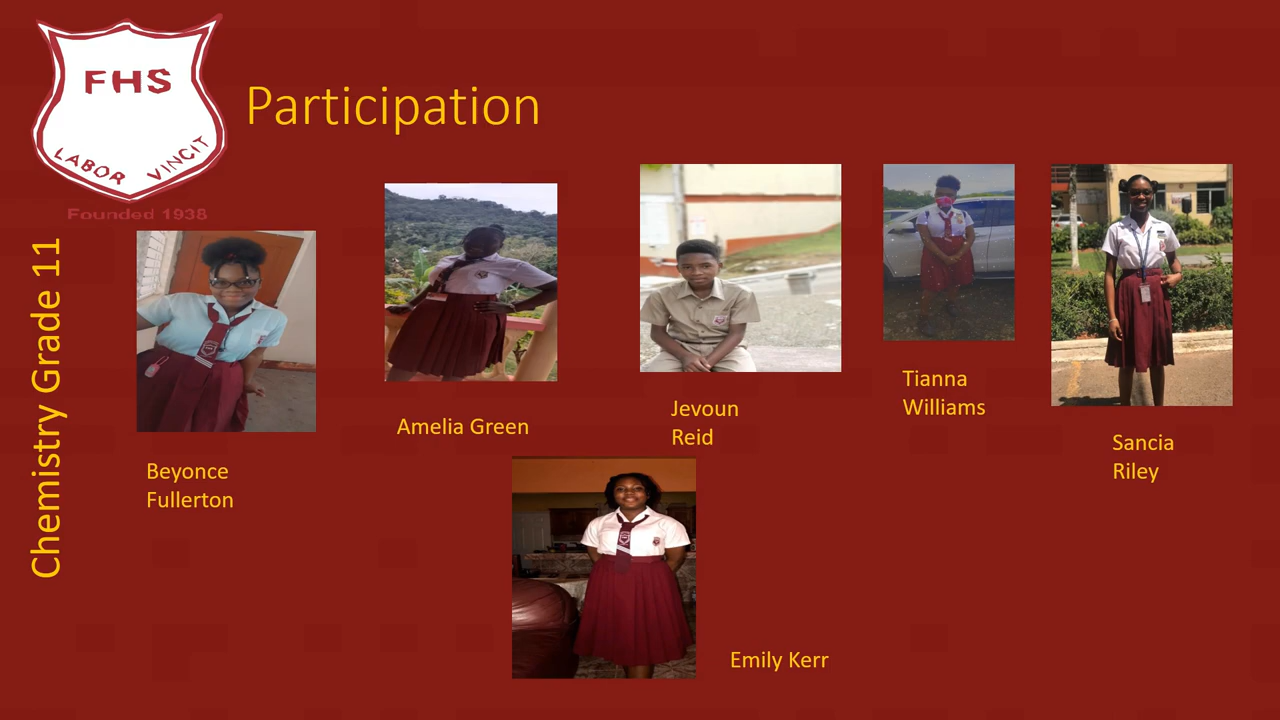 FHS
LABOR VINCIT
Founded 1938
Participation
Chemistry Grade 11
Beyonce
Fullerton
Amelia Green
Jevoun
Reid
Tianna
Williams
Sancia
Riley
Emily Kerr